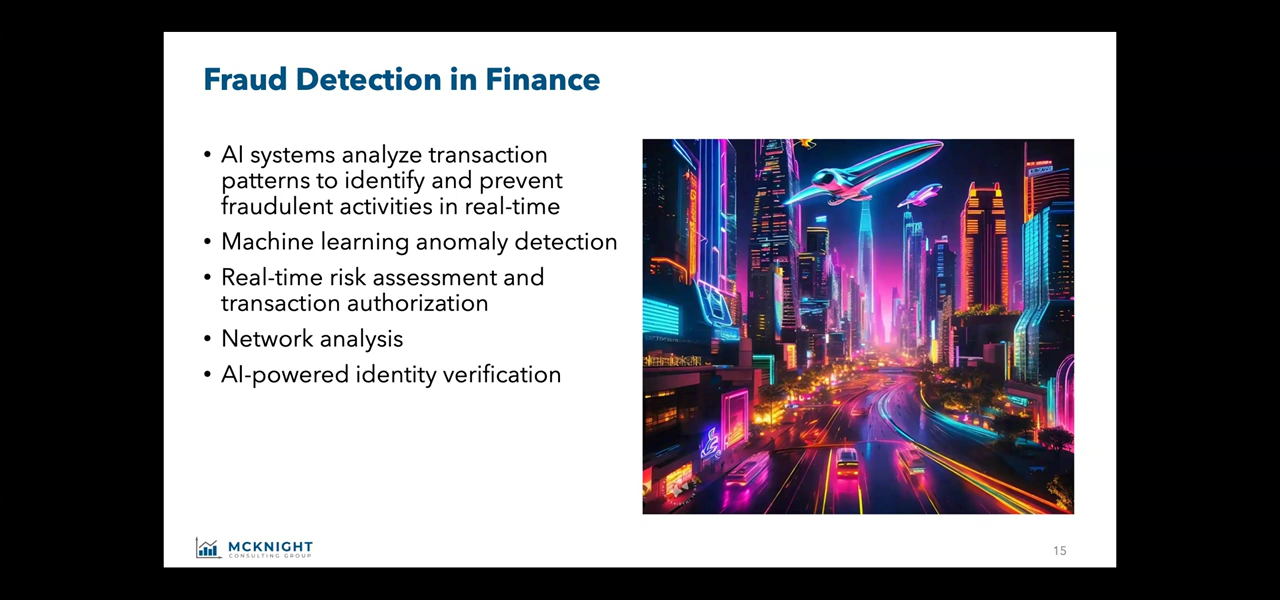 Fraud Detection in Finance
• AI systems analyze transaction
patterns to identify and prevent
fraudulent activities in real-time
• Machine learning anomaly detection
• Real-time risk assessment and
transaction authorization
• Network analysis
• AI-powered identity verification
MCKNIGHT
CONSULTING GROUP
15